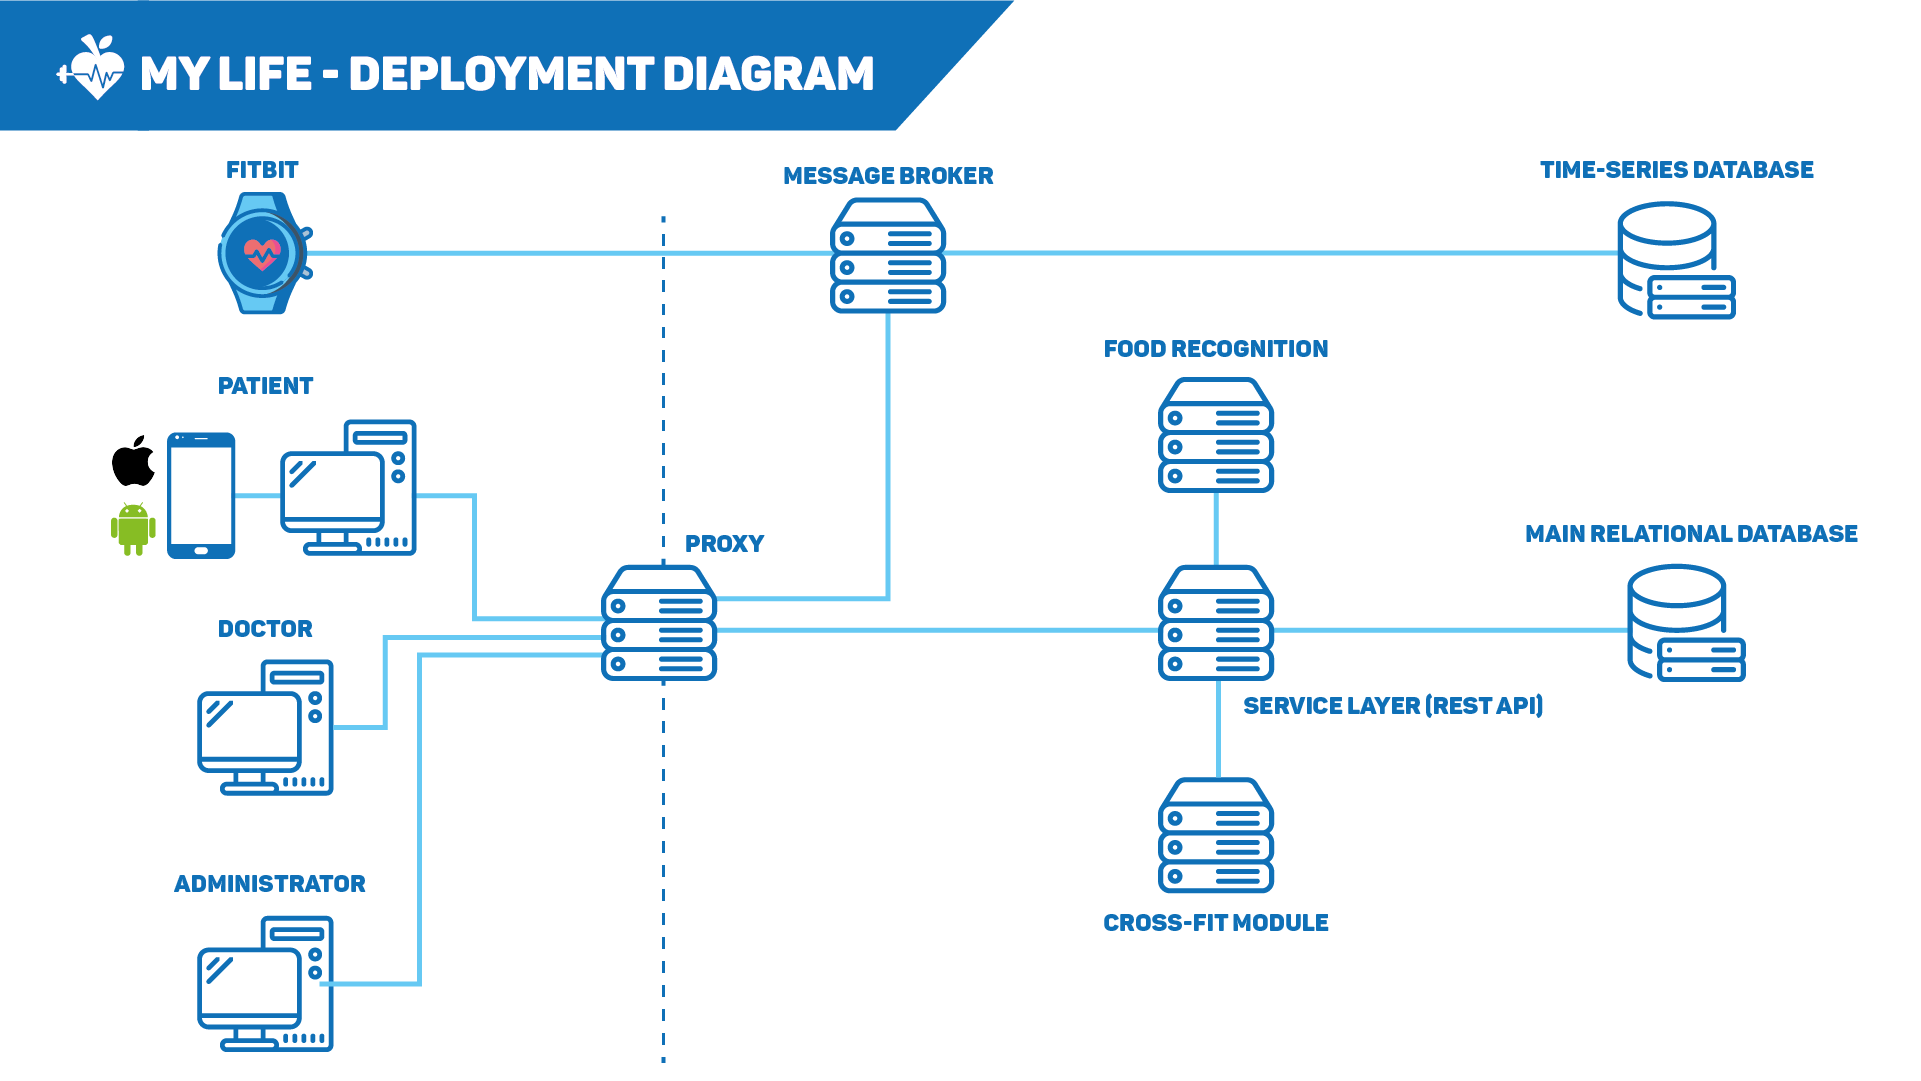 MY LIFE - DEPLOYMENT DIAGRAM
FITBIT
MESSAGE BROKER
TIME-SERIES DATABASE
FOOD RECOGNITION
PATIENT
MAIN RELATIONAL DATABASE
PROXY
DOCTOR
SERVICE LAYER (REST API)
ADMINISTRATOR
CROSS-FIT MODULE